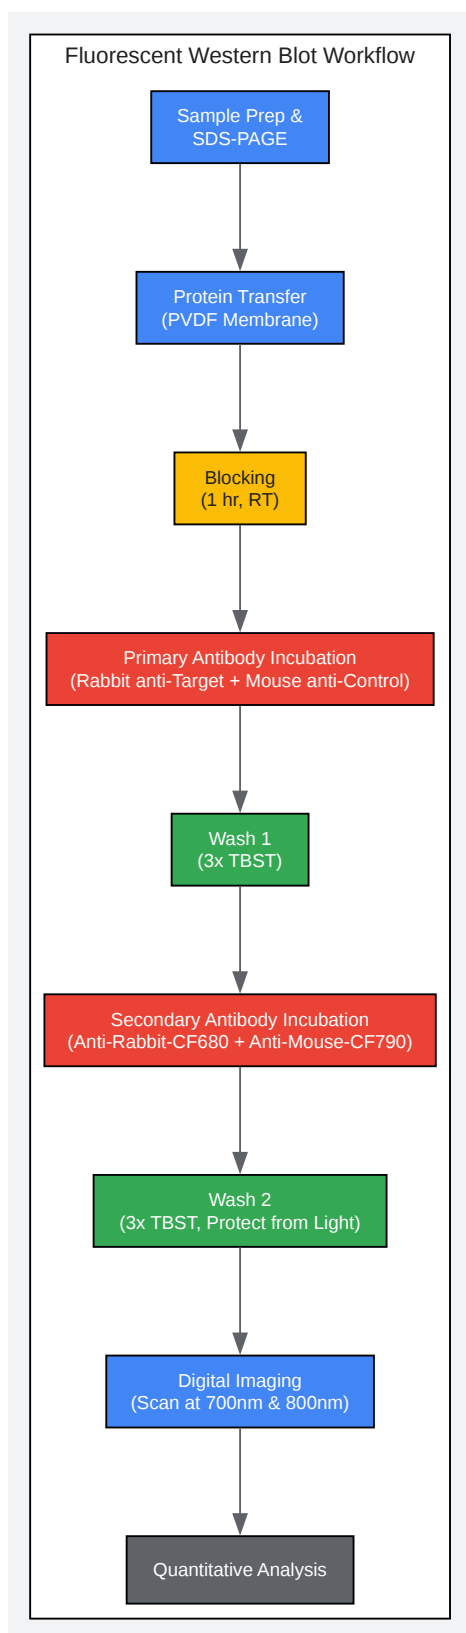 Fluorescent Western Blot Workflow
Sample Prep &
SDS-PAGE
Protein Transfer
(PVDF Membrane)
Blocking
(1 hr, RT)
Primary Antibody Incubation
(Rabbit anti-Target + Mouse anti-Control)
Wash 1
(3x TBST)
Secondary Antibody Incubation
(Anti-Rabbit-CF680 + Anti-Mouse-CF790)
Wash 2
(3x TBST, Protect from Light)
Digital Imaging
(Scan at 700nm & 800nm)
Quantitative Analysis